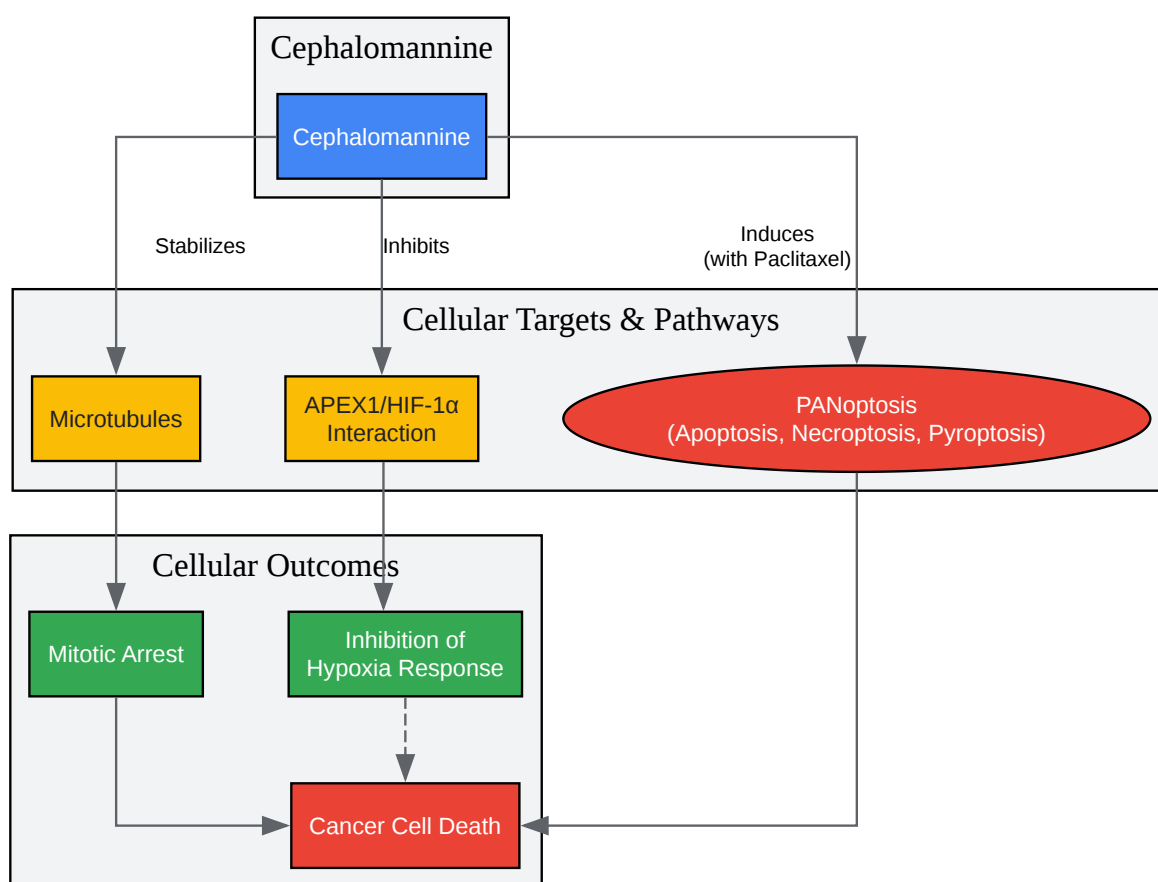 Cephalomannine
Cephalomannine
Stabilizes
Inhibits
Induces
(with Paclitaxel)
Cellular Targets & Pathways
Microtubules
APEX1/HIF-1α
Interaction
PANoptosis
(Apoptosis, Necroptosis, Pyroptosis)
Cellular Outcomes
Mitotic Arrest
Inhibition of
Hypoxia Response
Cancer Cell Death